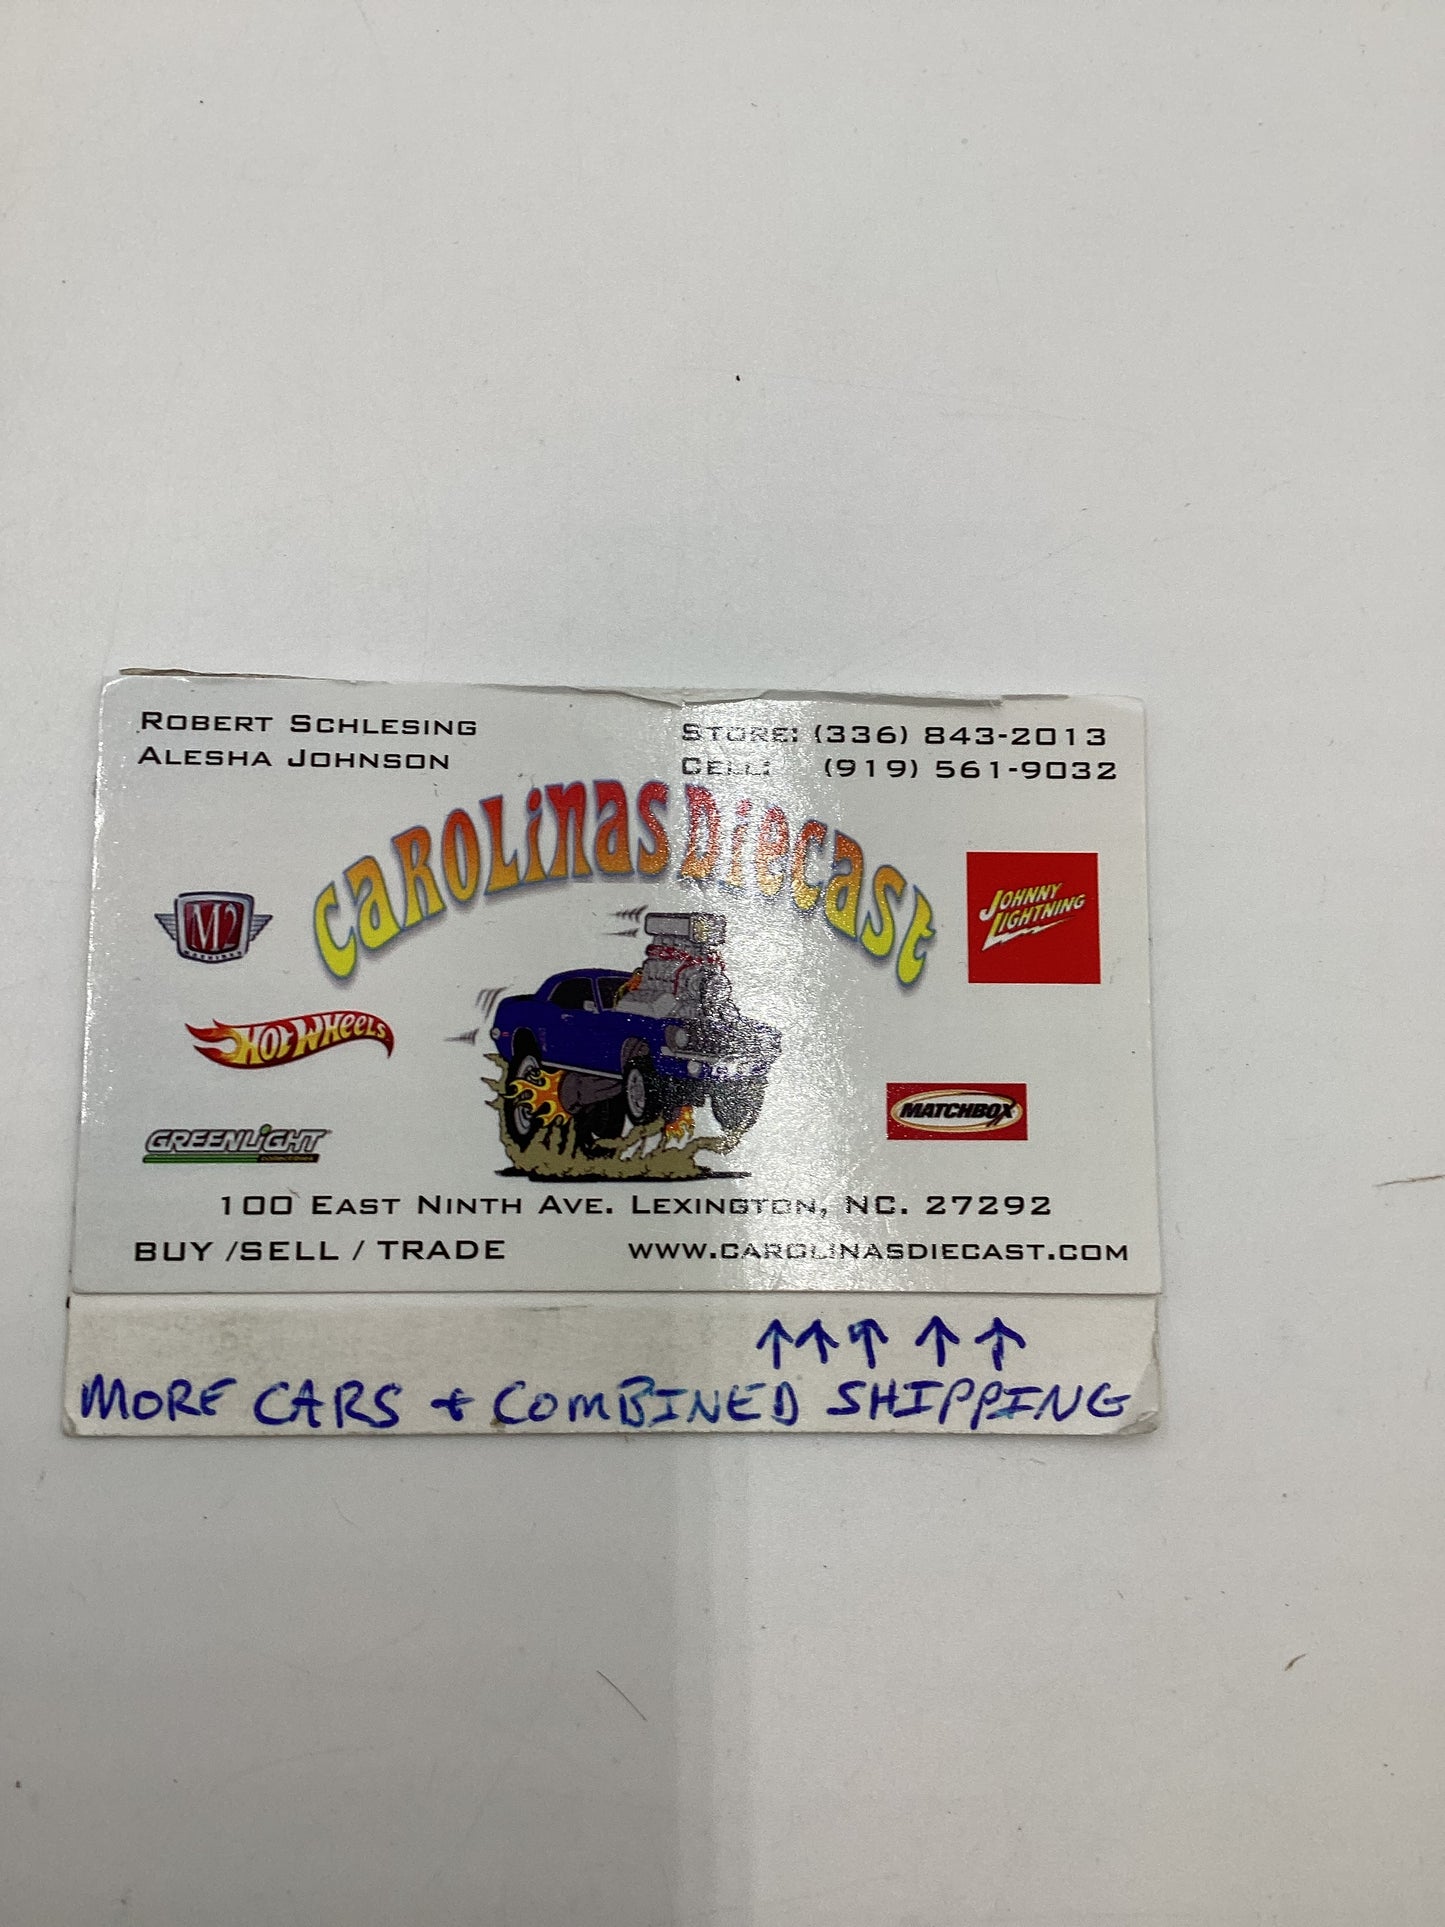 ROBERT SCHLESING
ALESHA JOHNSON
STORE: (336) 843-2013
CELL: (919) 561-9032
CAROLINAS DIECAST
M2
MACHINES
JOHNNY
LIGHTNING
HOT WHEELS
MATCHBOX
GREENLIGHT
collectibles
100 EAST NINTH AVE. LEXINGTON, NC. 27292
BUY /SELL / TRADE
WWW.CAROLINASDIECAST.COM
↑↑↑ ↑ ↑
MORE CARS + COMBINED SHIPPING